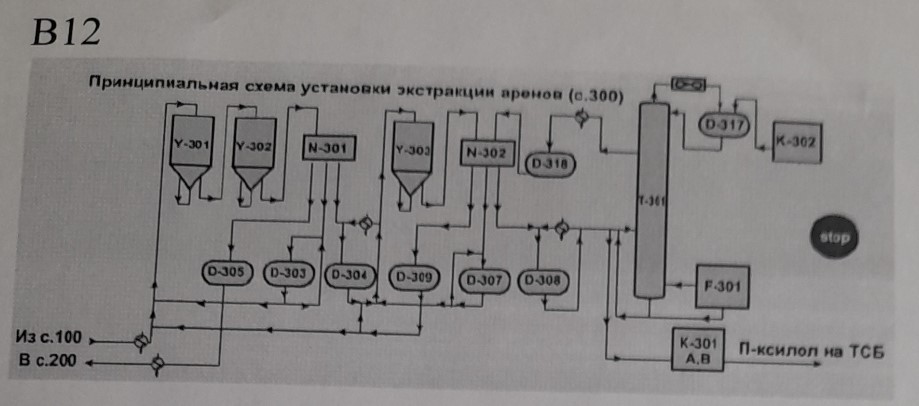 В12
Принципиальная схема установки экстракции аренов (с.300)
Y-301
Y-302
N-301
Y-303
N-302
D-318
T-301
D-317
K-302
stop
D-305
D-303
D-304
D-309
D-307
D-308
F-301
Из с.100
В с.200
K-301
A,B
П-ксилол на ТСБ